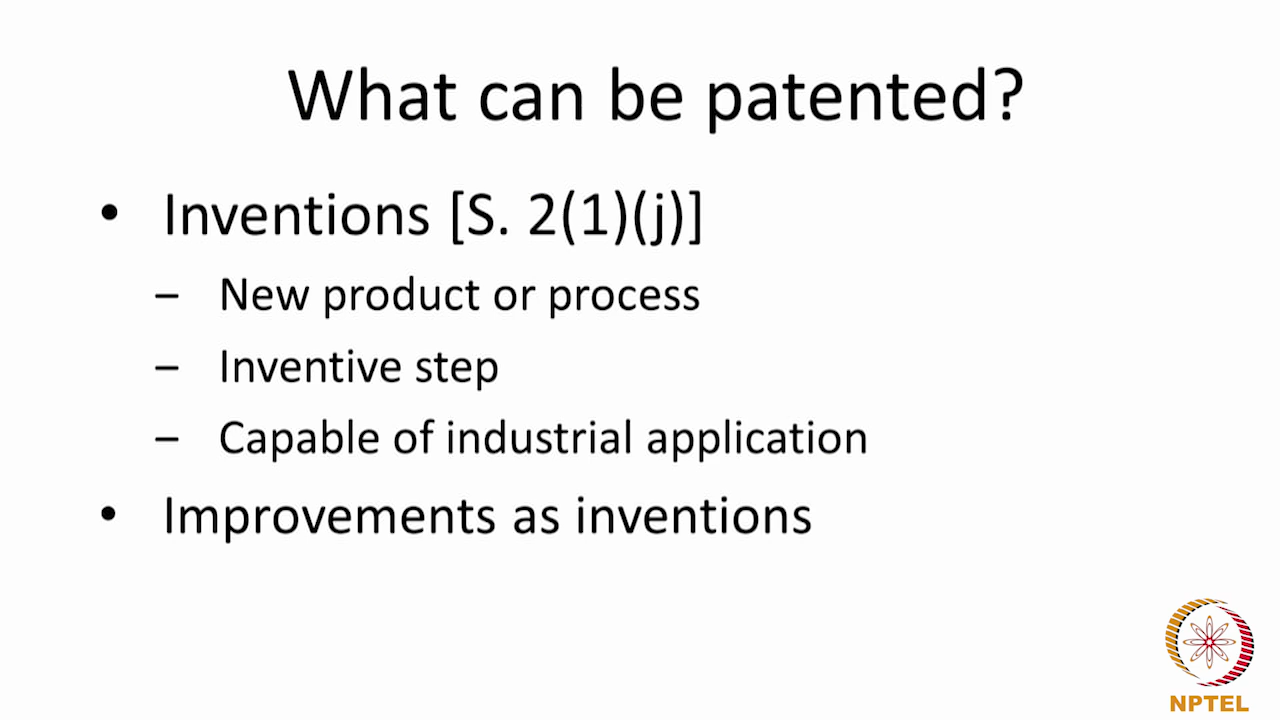 What can be patented?
• Inventions [S. 2(1)(j)]
– New product or process
– Inventive step
– Capable of industrial application
• Improvements as inventions
NPTEL